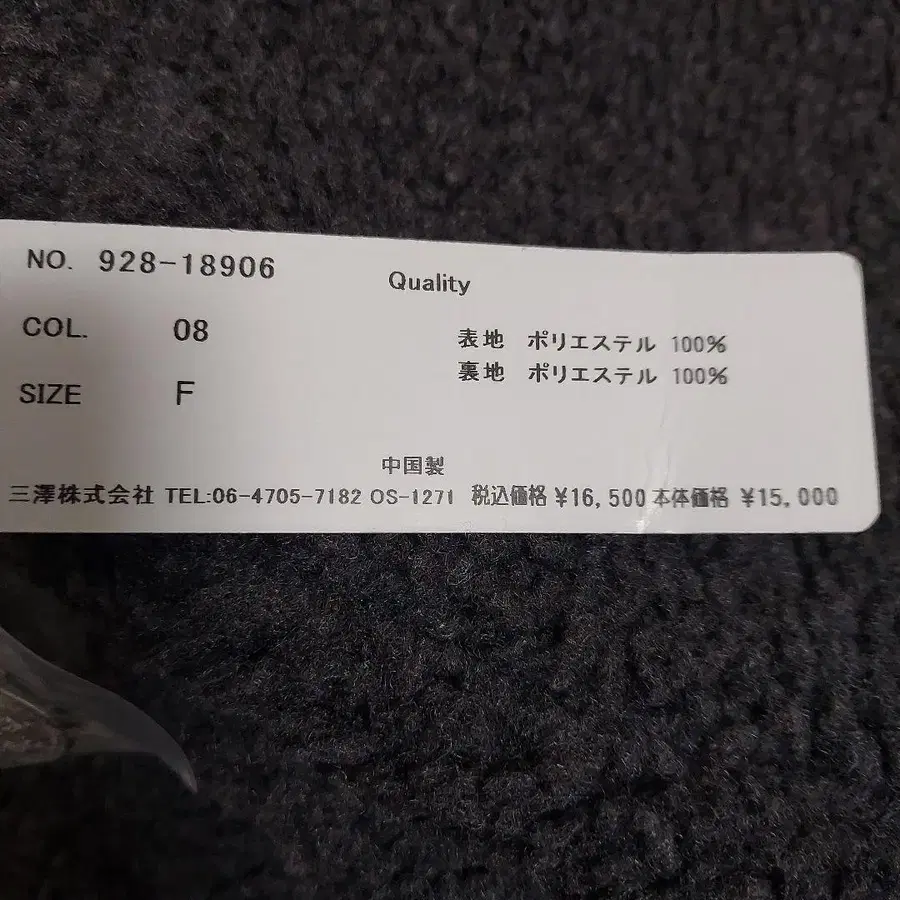 NO. 928-18906
Quality
COL. 08
表地 ポリエステル 100%
裏地 ポリエステル 100%
SIZE F
中国製
三澤株式会社 TEL:06-4705-7182 OS-1271 税込価格 ¥16,500 本体価格 ¥15,000